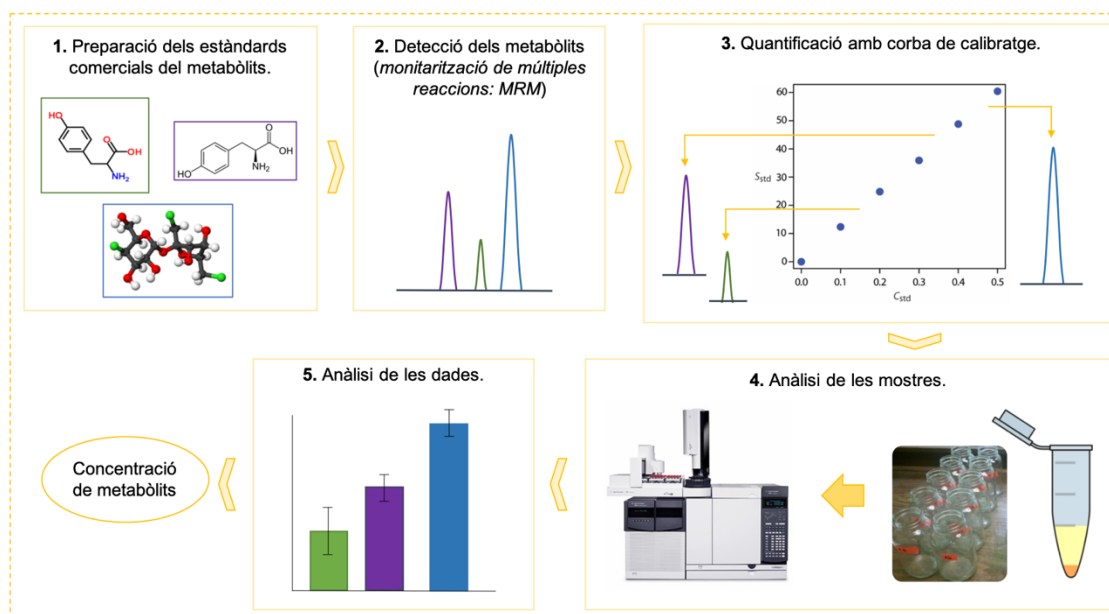 1. Preparació dels estàndards
comercials del metabòlits.
HO
O
OH
NH₂
O
OH
NH₂
HO
2. Detecció dels metabòlits
(monitarització de múltiples
reaccions: MRM)
3. Quantificació amb corba de calibratge.
60
50
40
S_std
30
20
10
0
0.0 0.1 0.2 0.3 0.4 0.5
C_std
4. Anàlisi de les mostres.
5. Anàlisi de les dades.
Concentració
de metabòlits